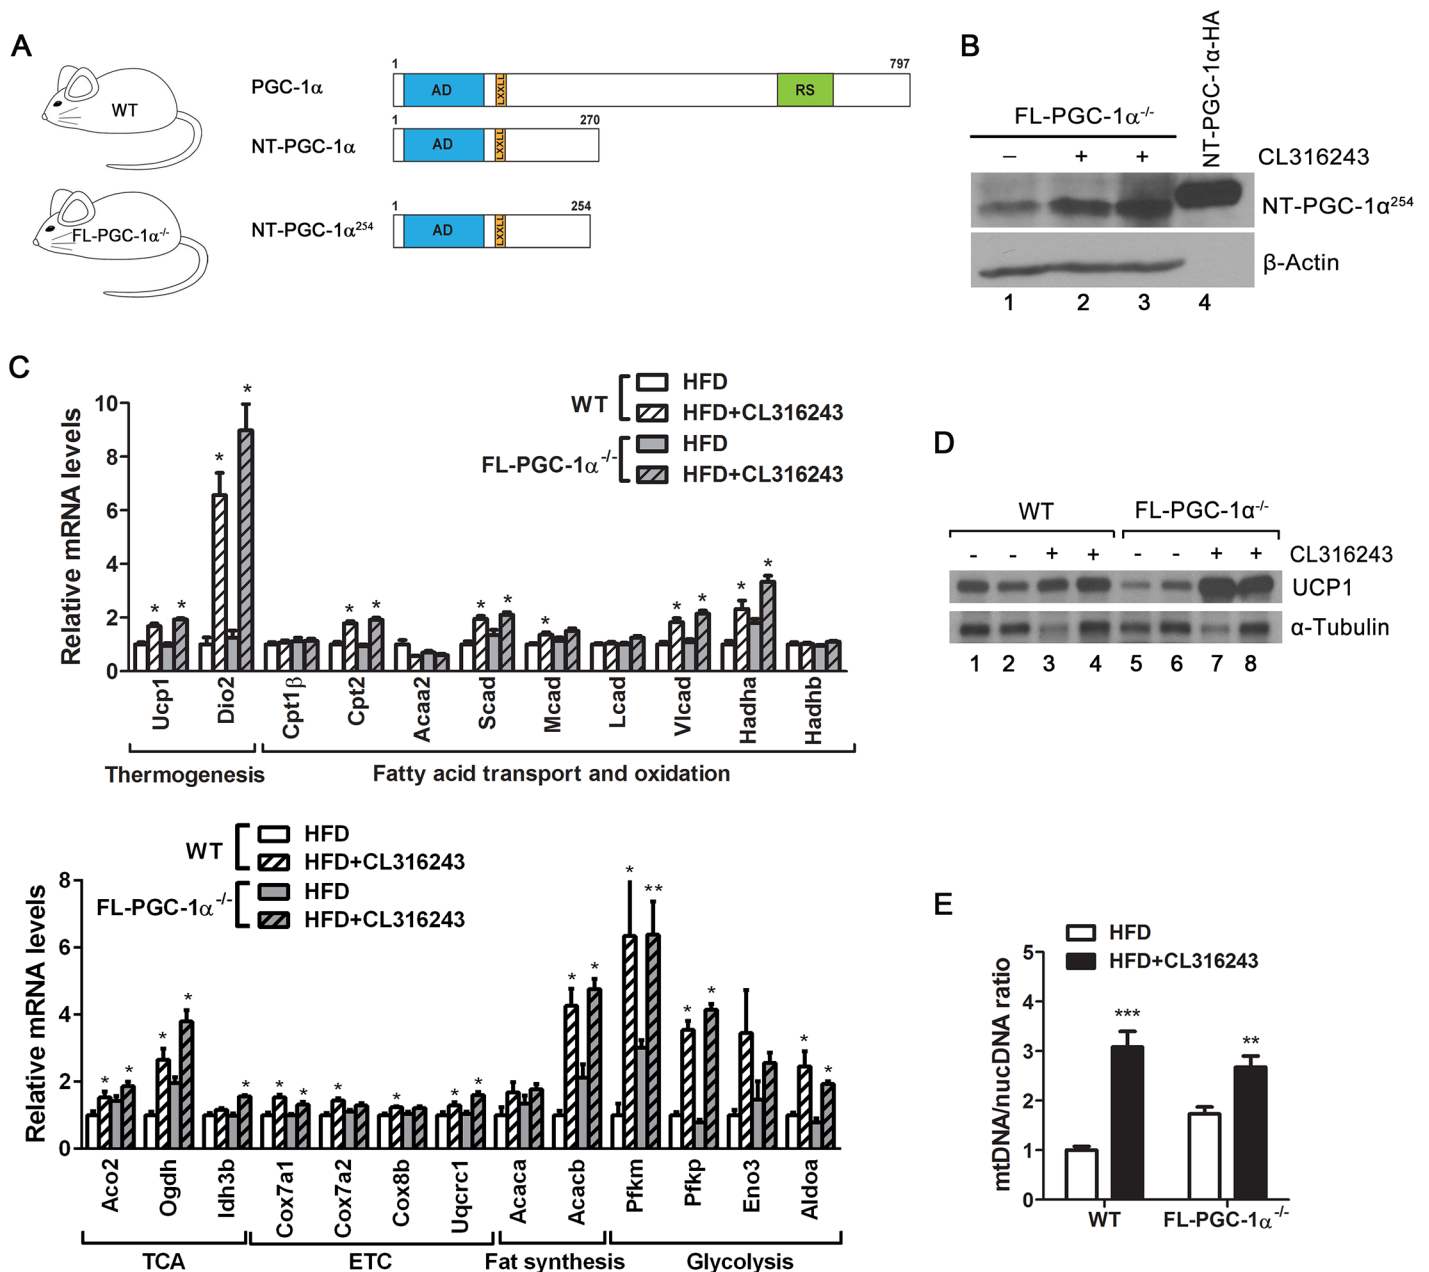 A
WT
FL-PGC-1α-/-
PGC-1α
1
797
AD
LXXLL
RS
NT-PGC-1α
1
270
AD
LXXLL
NT-PGC-1α254
1
254
AD
LXXLL
B
FL-PGC-1α-/-
NT-PGC-1α-HA
– + + CL316243
NT-PGC-1α254
β-Actin
1 2 3 4
C
Relative mRNA levels
10
8
6
4
2
0
WT
HFD
HFD+CL316243
FL-PGC-1α-/-
HFD
HFD+CL316243
* * * * * * * * * * * * * *
Ucp1 Dio2 Cpt1β Cpt2 Acaa2 Scad Mcad Lcad Vlcad Hadha Hadhb
Thermogenesis Fatty acid transport and oxidation
WT
HFD
HFD+CL316243
FL-PGC-1α-/-
HFD
HFD+CL316243
Relative mRNA levels
8
6
4
2
0
* * * * * * * * * * * * * * * ** * * * *
Aco2 Ogdh Idh3b Cox7a1 Cox7a2 Cox8b Uqcrc1 Acaca Acacb Pfkm Pfkp Eno3 Aldoa
TCA ETC Fat synthesis Glycolysis
D
WT FL-PGC-1α-/-
- - + + - - + + CL316243
UCP1
α-Tubulin
1 2 3 4 5 6 7 8
E
HFD
HFD+CL316243
mtDNA/nucDNA ratio
5
4
3
2
1
0
*** **
WT FL-PGC-1α-/-